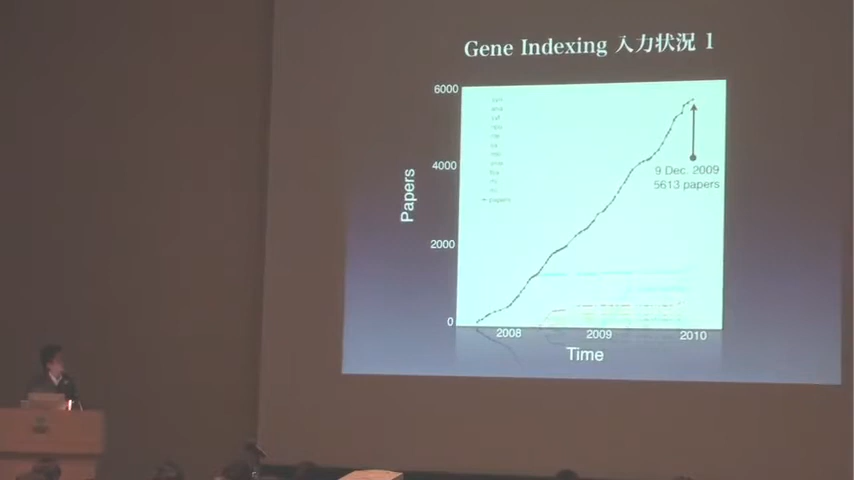 Gene Indexing 入力状況 1
6000
4000
2000
0
Papers
papers
9 Dec. 2009
5613 papers
2008
2009
2010
Time